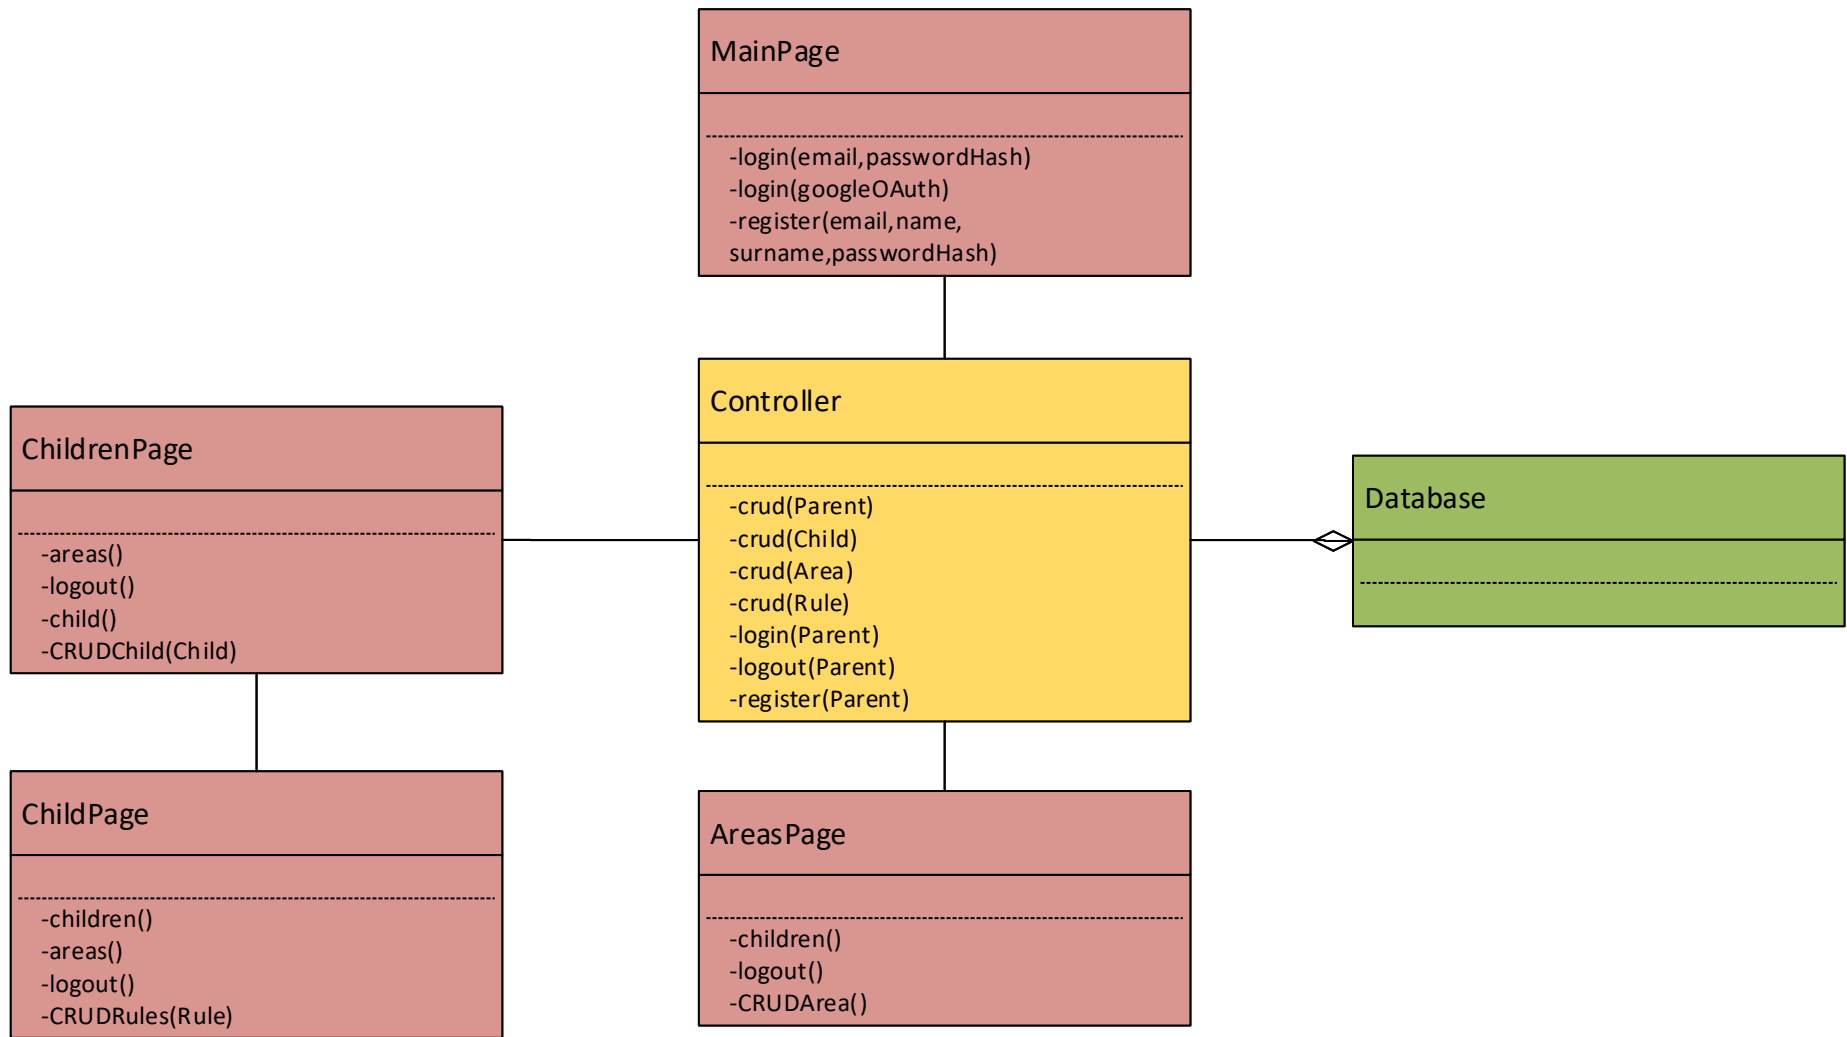 MainPage
-login(email,passwordHash)
-login(googleOAuth)
-register(email,name,
surname,passwordHash)
Controller
-crud(Parent)
-crud(Child)
-crud(Area)
-crud(Rule)
-login(Parent)
-logout(Parent)
-register(Parent)
ChildrenPage
-areas()
-logout()
-child()
-CRUDChild(Child)
Database
ChildPage
-children()
-areas()
-logout()
-CRUDRules(Rule)
AreasPage
-children()
-logout()
-CRUDArea()